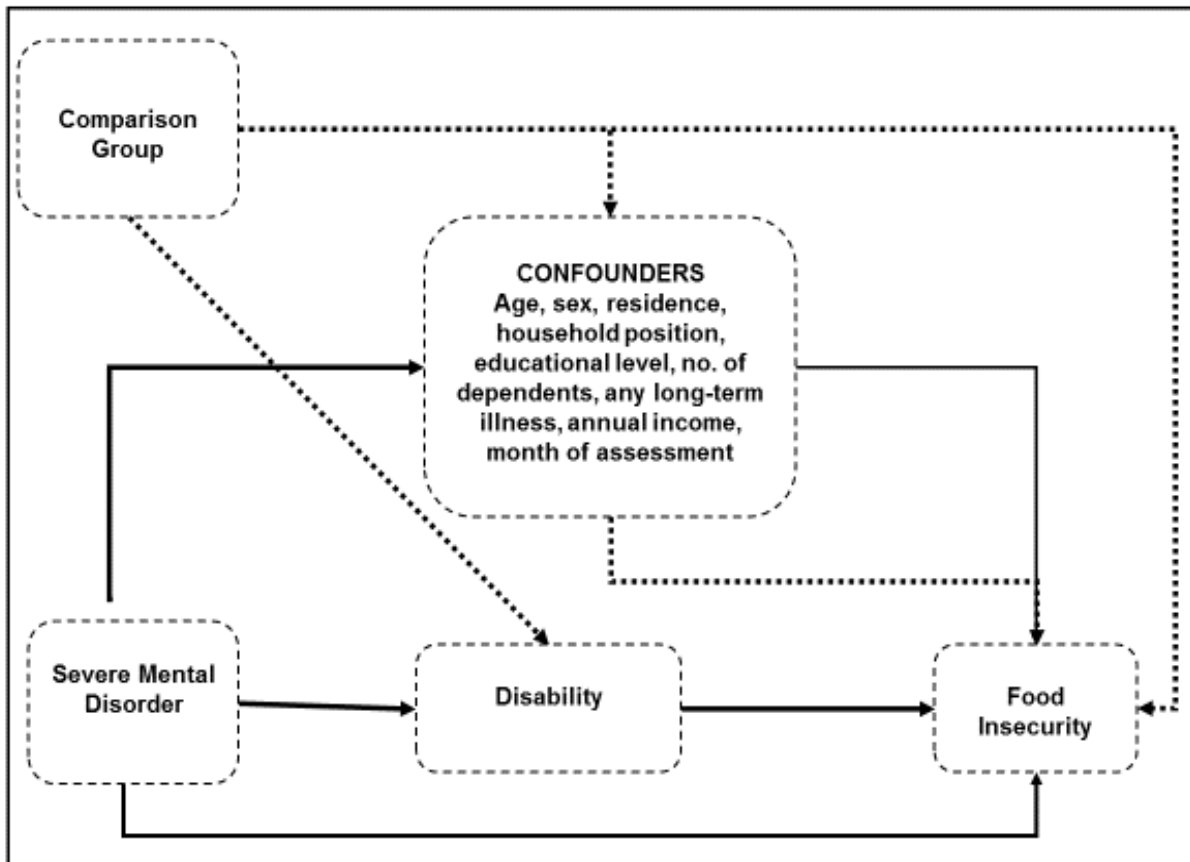 Comparison
Group
CONFOUNDERS
Age, sex, residence,
household position,
educational level, no. of
dependents, any long-term
illness, annual income,
month of assessment
Severe Mental
Disorder
Disability
Food
Insecurity